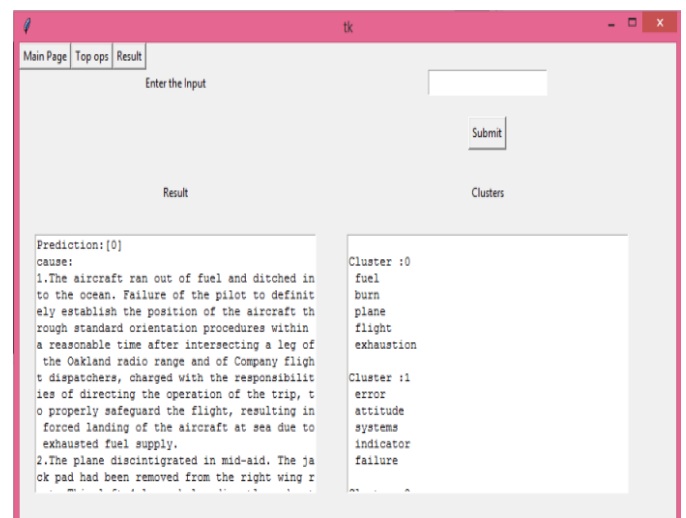 tk
Main Page Top ops Result
Enter the Input
Submit
Result
Clusters
Prediction:[0]
cause:
1.The aircraft ran out of fuel and ditched in
to the ocean. Failure of the pilot to definit
ely establish the position of the aircraft th
rough standard orientation procedures within
a reasonable time after intersecting a leg of
the Oakland radio range and of Company fligh
t dispatchers, charged with the responsibilit
ies of directing the operation of the trip, t
o properly safeguard the flight, resulting in
forced landing of the aircraft at sea due to
exhausted fuel supply.
2.The plane discintigrated in mid-aid. The ja
ck pad had been removed from the right wing r
Cluster :0
fuel
burn
plane
flight
exhaustion
Cluster :1
error
attitude
systems
indicator
failure